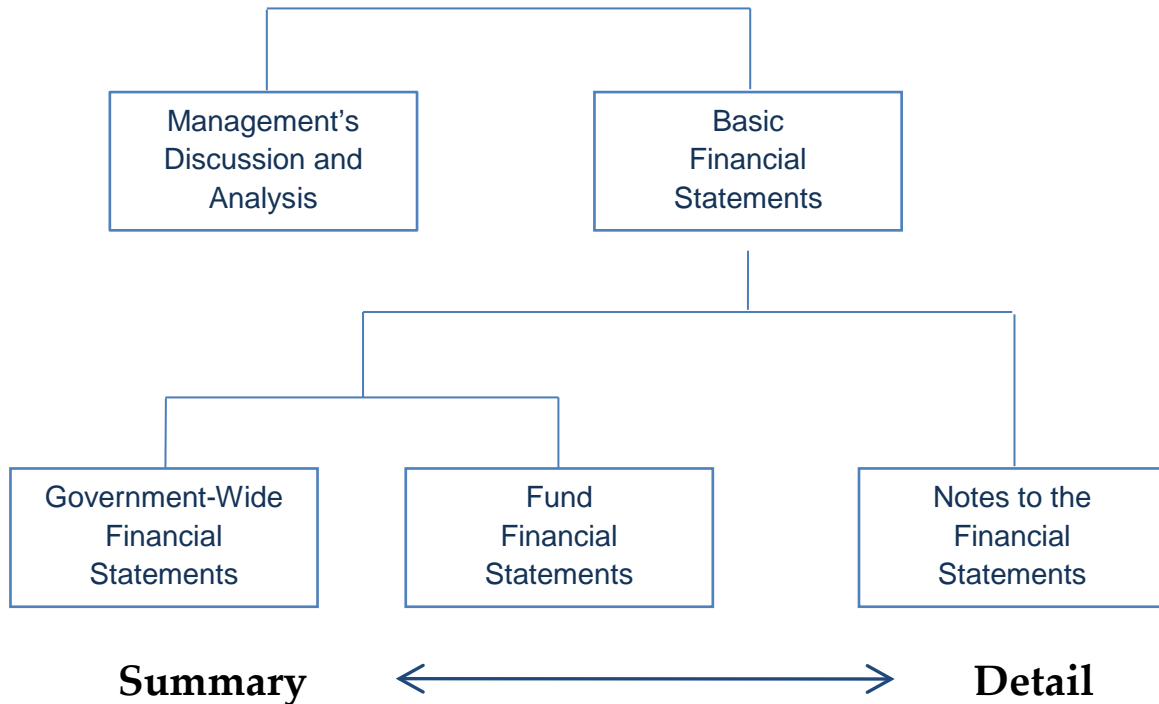 Management’s
Discussion and
Analysis
Basic
Financial
Statements
Government-Wide
Financial
Statements
Fund
Financial
Statements
Notes to the
Financial
Statements
Summary
Detail